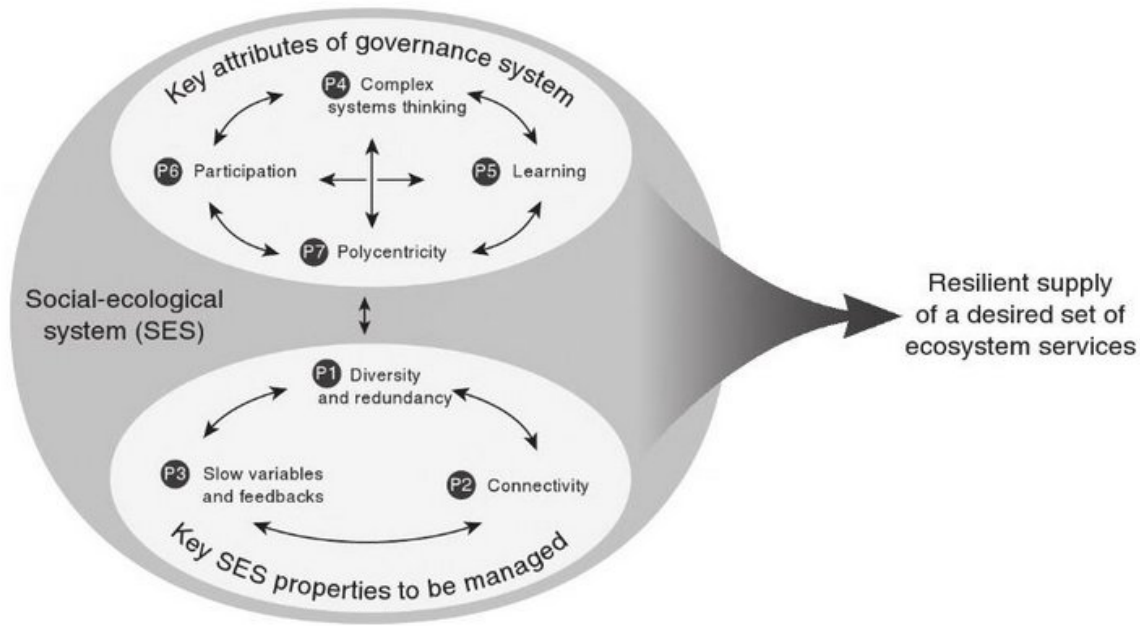 Key attributes of governance system
P4 Complex
systems thinking
P6 Participation
P5 Learning
P7 Polycentricity
Social-ecological
system (SES)
Resilient supply
of a desired set of
ecosystem services
P1 Diversity
and redundancy
P3 Slow variables
and feedbacks
P2 Connectivity
Key SES properties to be managed